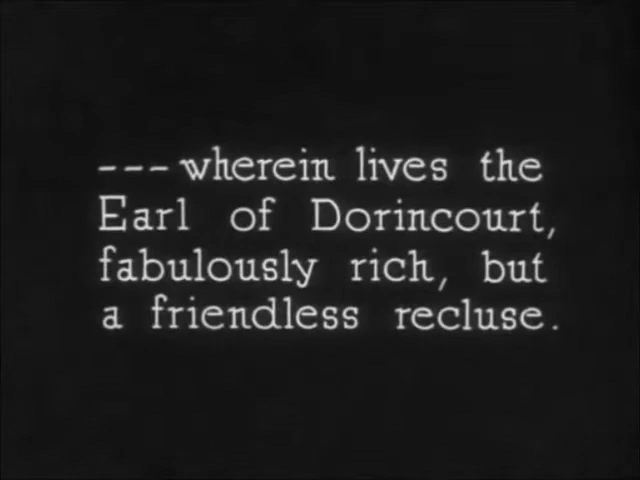 ---wherein lives the
Earl of Dorincourt,
fabulously rich, but
a friendless recluse.